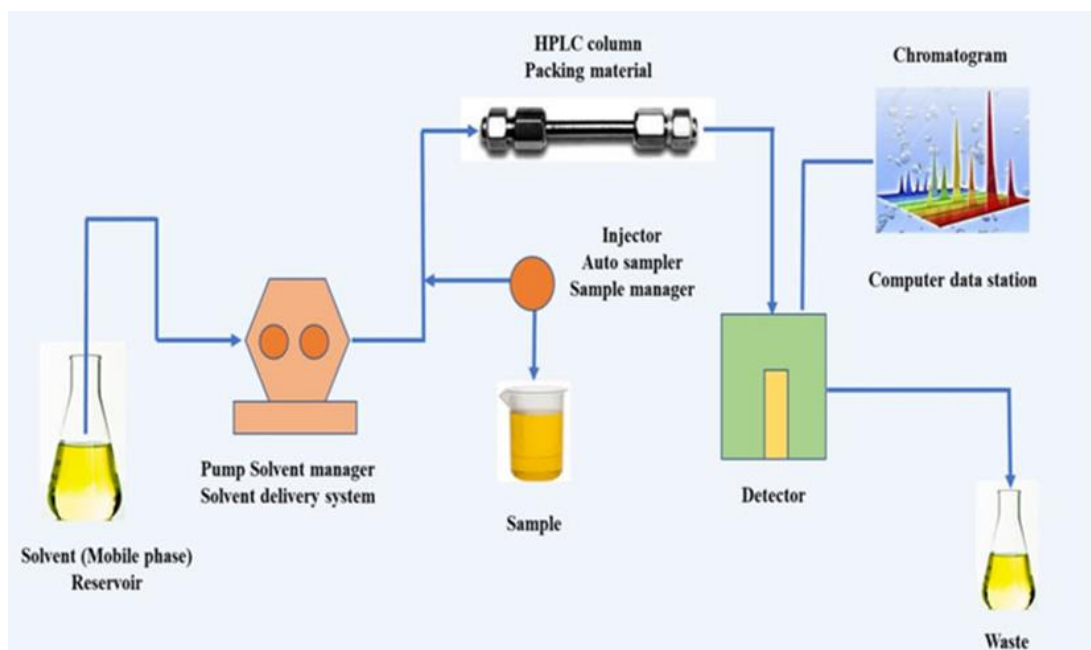 HPLC column
Packing material
Chromatogram
Injector
Auto sampler
Sample manager
Computer data station
Pump Solvent manager
Solvent delivery system
Detector
Sample
Solvent (Mobile phase)
Reservoir
Waste